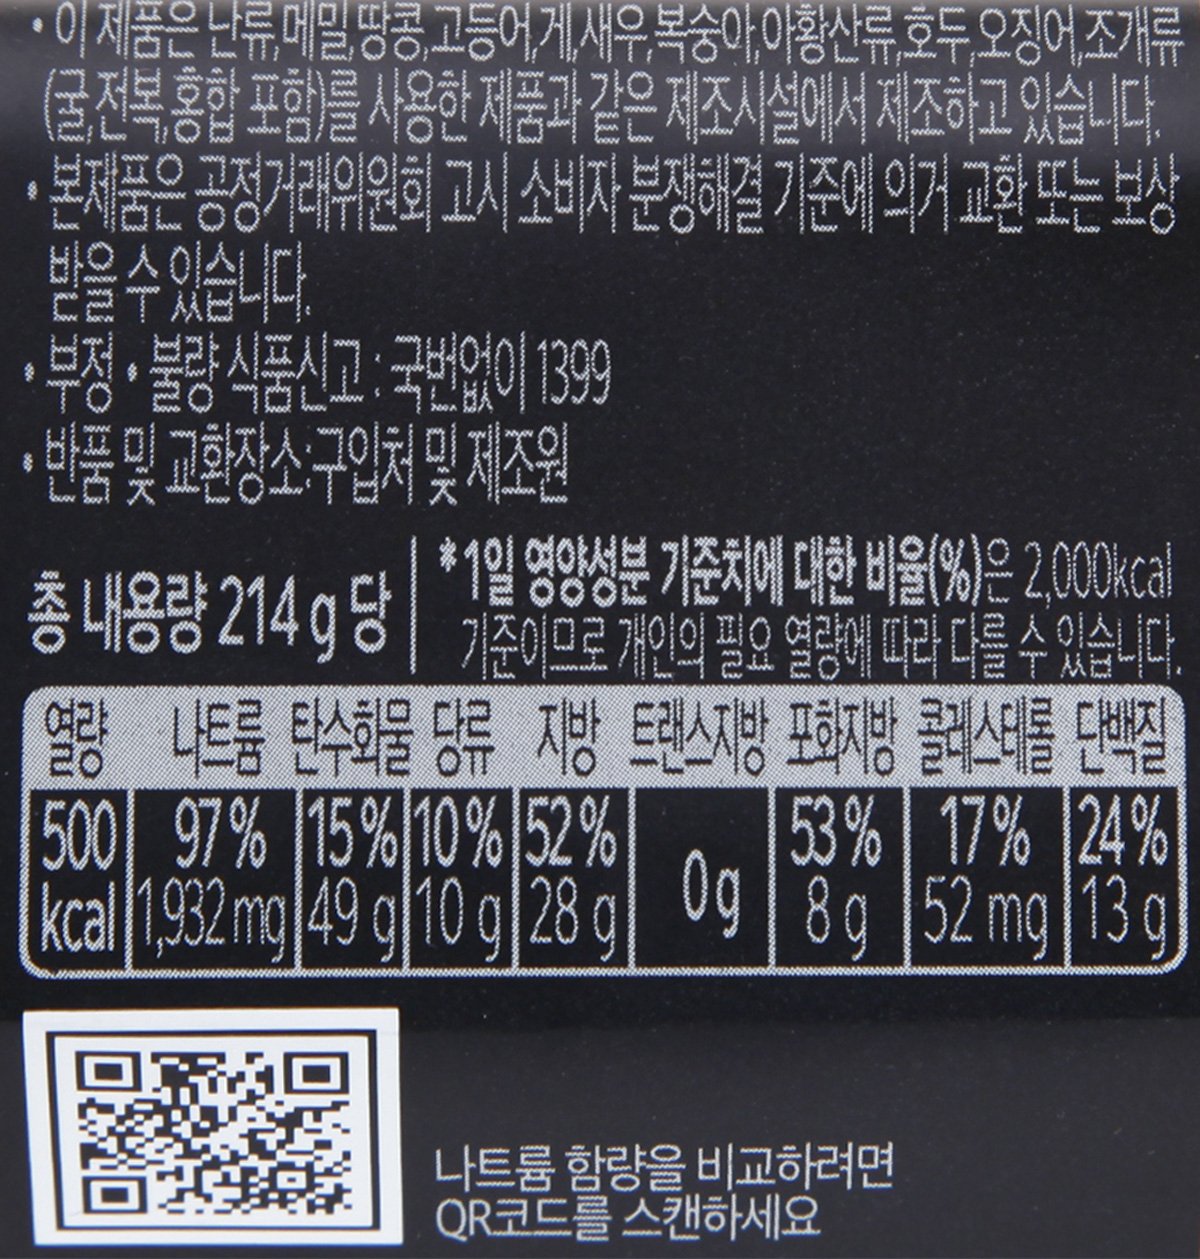 • 이 제품은 난류,메밀,땅콩,고등어,게,새우,복숭아,아황산류,호두,오징어,조개류
(굴,전복,홍합 포함)를 사용한 제품과 같은 제조시설에서 제조하고 있습니다.
• 본제품은 공정거래위원회 고시 소비자 분쟁해결 기준에 의거 교환 또는 보상
받을 수 있습니다.
• 부정 • 불량 식품신고 : 국번없이 1399
• 반품 및 교환장소:구입처 및 제조원
총 내용량 214 g 당
*1일 영양성분 기준치에 대한 비율(%)은 2,000kcal
기준이므로 개인의 필요 열량에 따라 다를 수 있습니다.
열량 나트륨 탄수화물 당류 지방 트랜스지방 포화지방 콜레스테롤 단백질
500 97% 15% 10% 52% 0g 53% 17% 24%
kcal 1,932 mg 49 g 10 g 28 g 8 g 52 mg 13 g
나트륨 함량을 비교하려면
QR코드를 스캔하세요